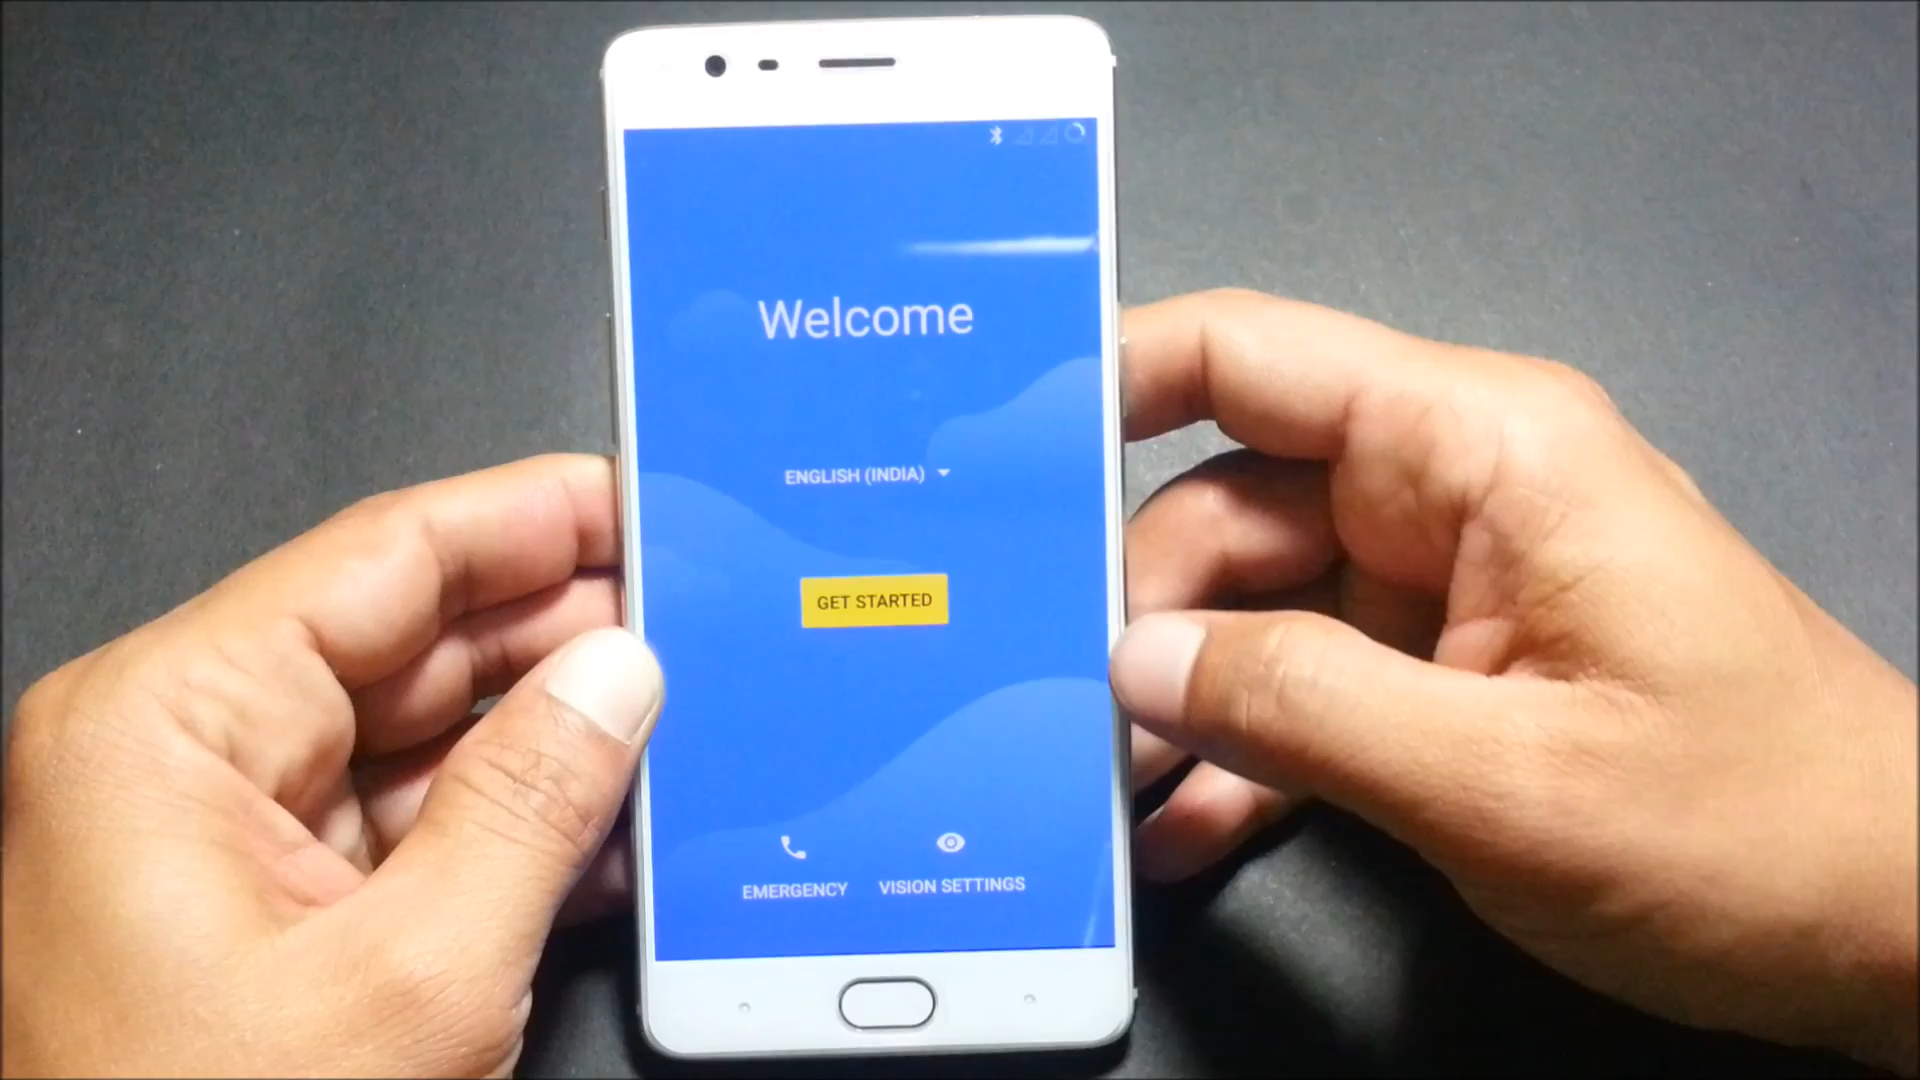 Welcome
ENGLISH (INDIA)
GET STARTED
EMERGENCY
VISION SETTINGS